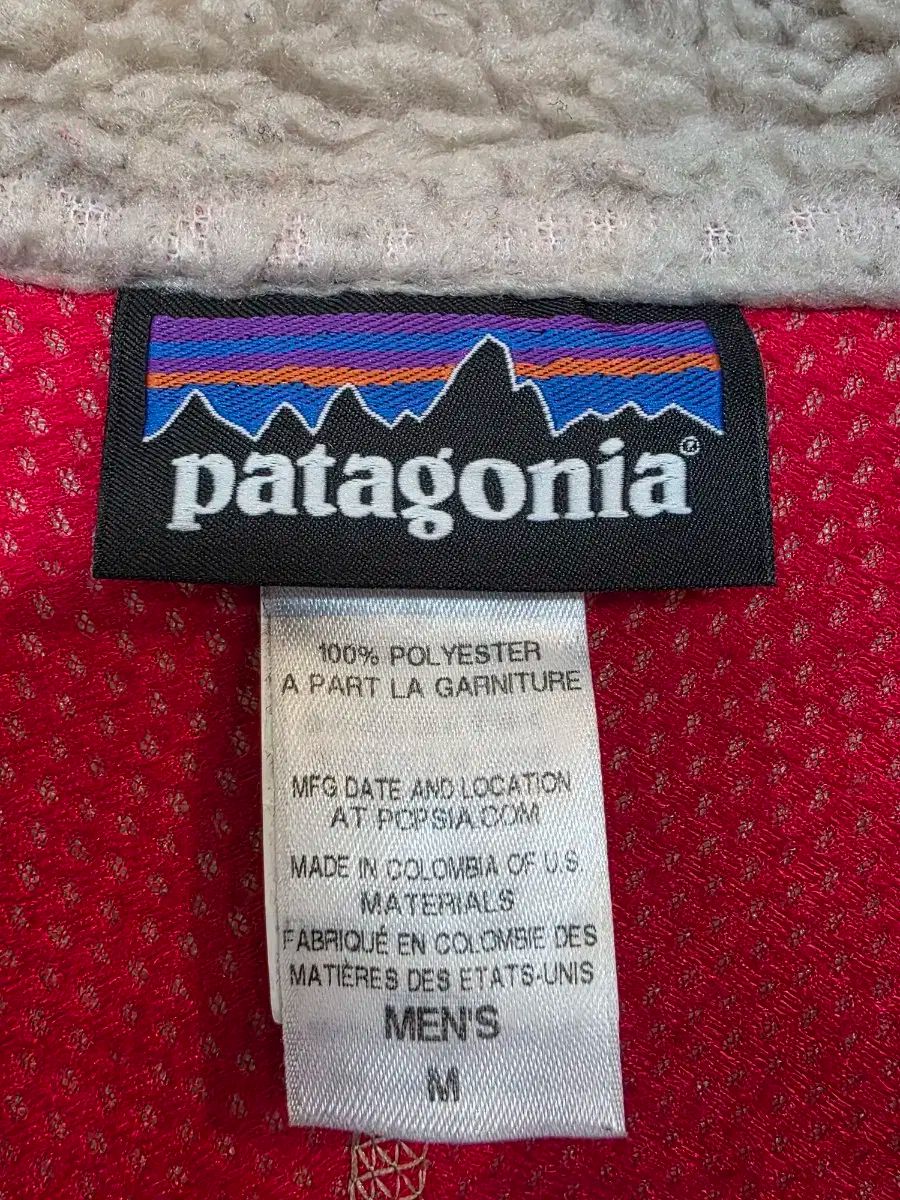 patagonia®
100% POLYESTER
A PART LA GARNITURE
MFG DATE AND LOCATION
AT PCPSIA.COM
MADE IN COLOMBIA OF U.S.
MATERIALS
FABRIQUÉ EN COLOMBIE DES
MATIÈRES DES ETATS-UNIS
MEN'S
M